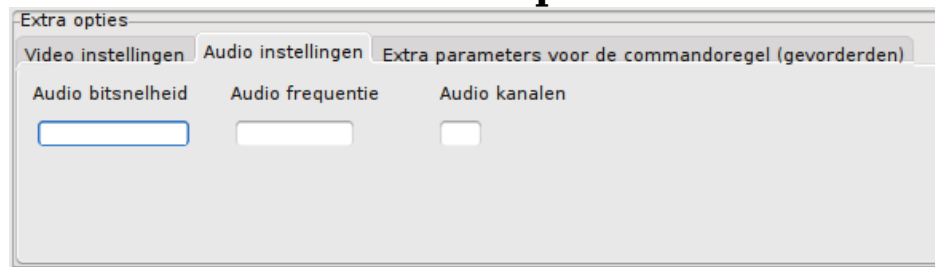 Extra opties
Video instellingen Audio instellingen Extra parameters voor de commandoregel (gevorderden)
Audio bitsnelheid Audio frequentie Audio kanalen